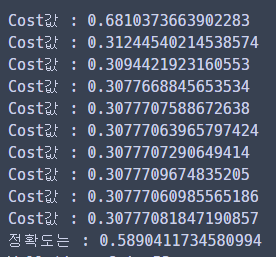 Cost값 : 0.6810373663902283
Cost값 : 0.31244540214538574
Cost값 : 0.3094421923160553
Cost값 : 0.3077668845653534
Cost값 : 0.3077707588672638
Cost값 : 0.3077063965797424
Cost값 : 0.3077707290649414
Cost값 : 0.3077709674835205
Cost값 : 0.30777060985565186
Cost값 : 0.30777081847190857
정확도는 : 0.5890411734580994